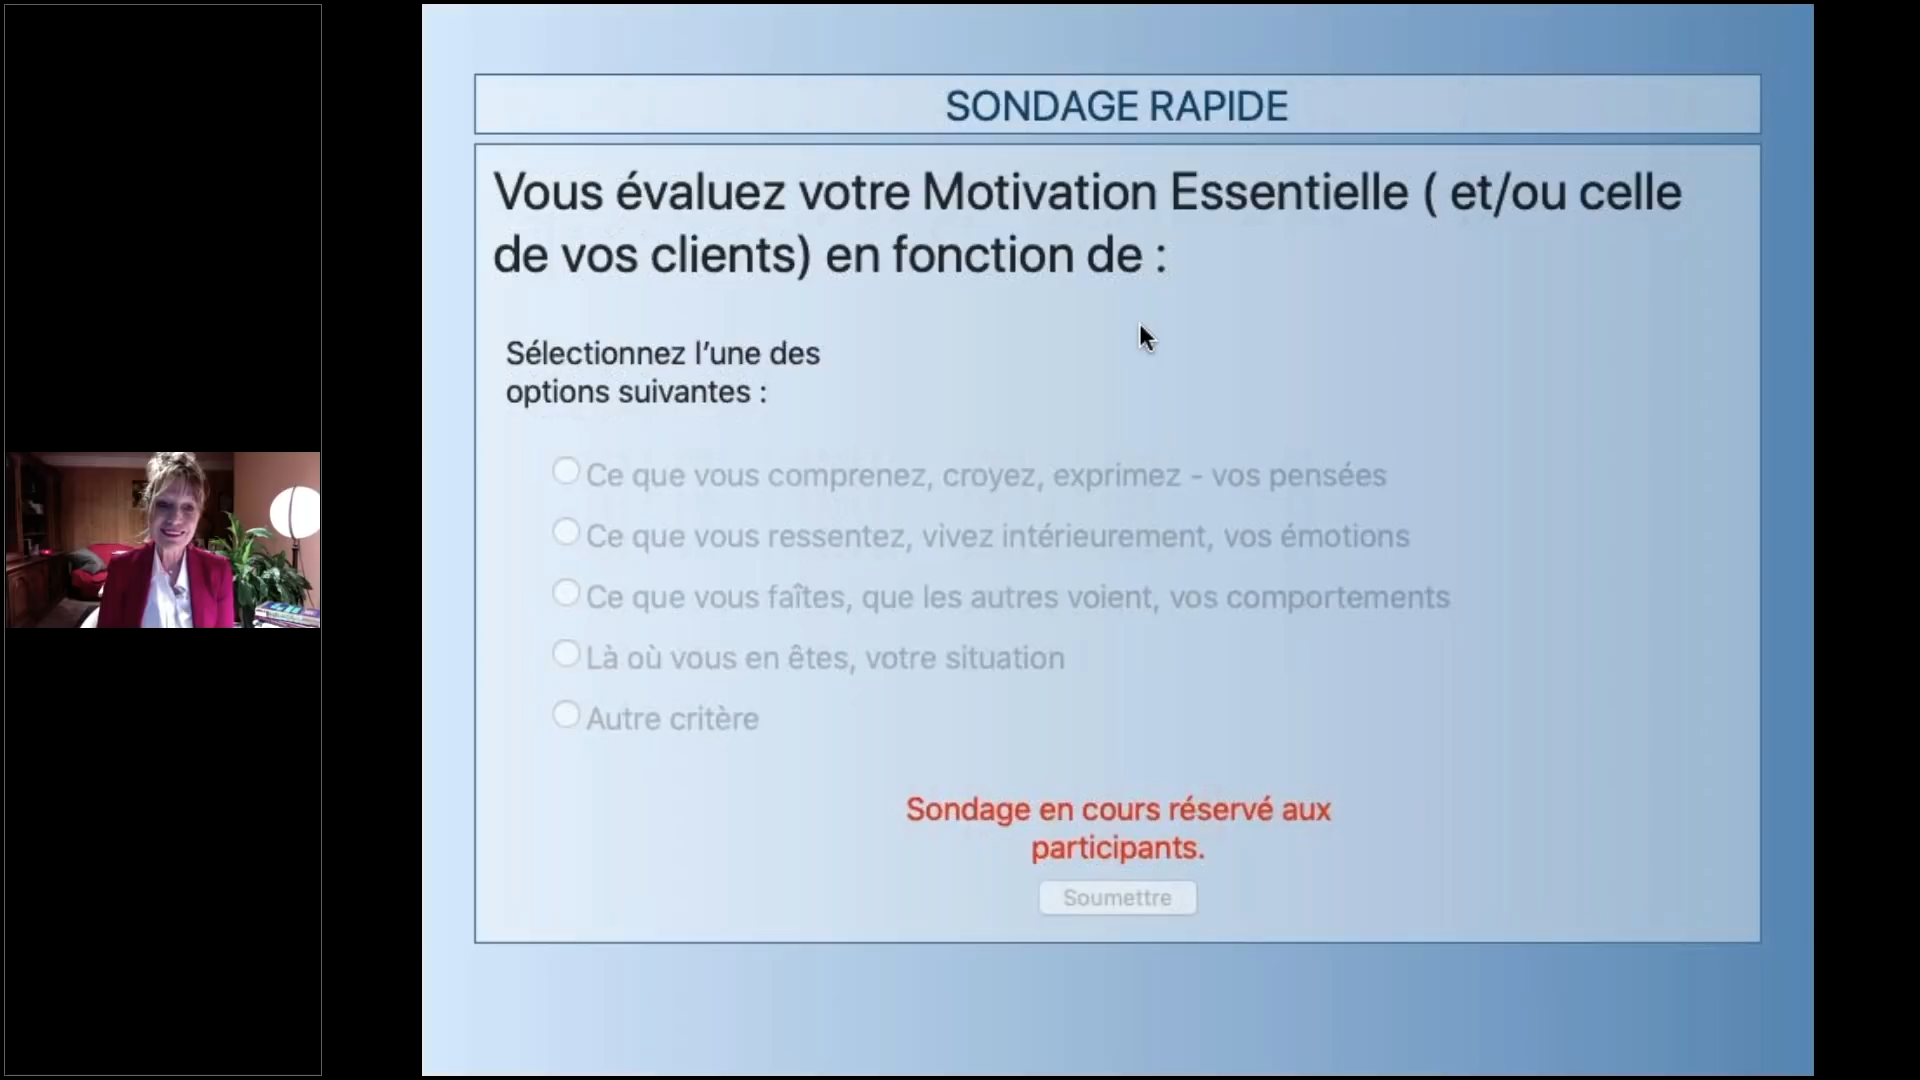 SONDAGE RAPIDE
Vous évaluez votre Motivation Essentielle ( et/ou celle
de vos clients) en fonction de :
Sélectionnez l’une des
options suivantes :
Ce que vous comprenez, croyez, exprimez - vos pensées
Ce que vous ressentez, vivez intérieurement, vos émotions
Ce que vous faîtes, que les autres voient, vos comportements
Là où vous en êtes, votre situation
Autre critère
Sondage en cours réservé aux
participants.
Soumettre